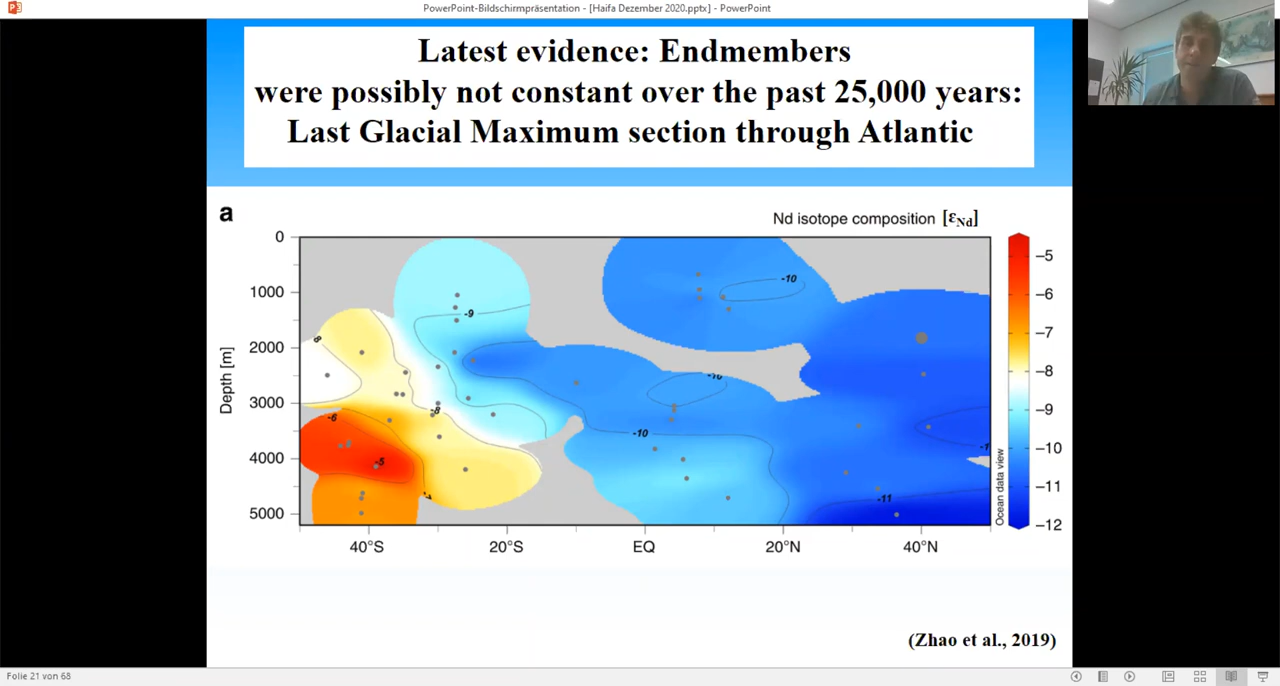 PowerPoint-Bildschirmpräsentation - [Haifa Dezember 2020.pptx] - PowerPoint
Latest evidence: Endmembers
were possibly not constant over the past 25,000 years:
Last Glacial Maximum section through Atlantic
a
Nd isotope composition [εNd]
0
1000
2000
3000
4000
5000
Depth [m]
40°S
20°S
EQ
20°N
40°N
8
-9
-10
-10
-8
-6
-5
-10
-11
Ocean data view
–5
–6
–7
–8
–9
–10
–11
–12
(Zhao et al., 2019)
Folie 21 von 68